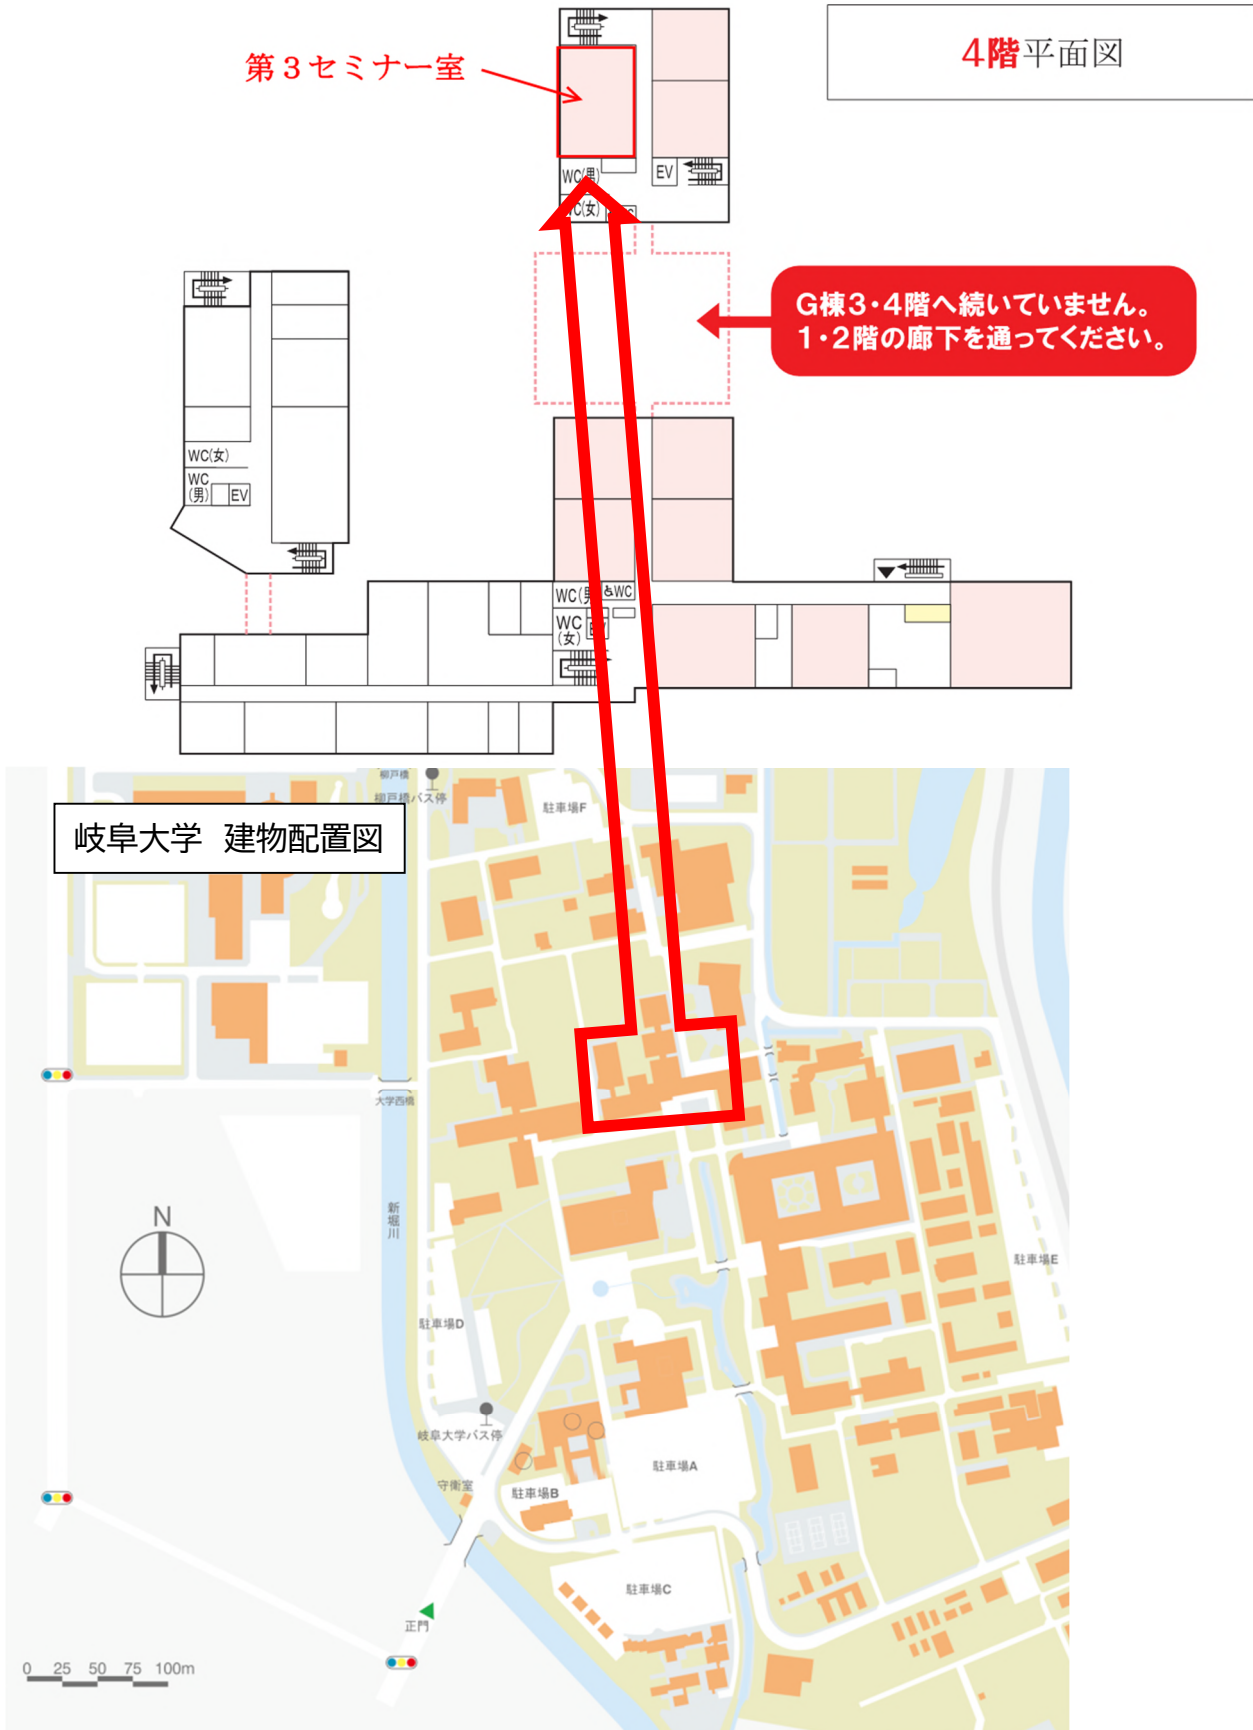 第3セミナー室
4階平面図
WC(男)
EV
WC(女)
G棟3・4階へ続いていません。
1・2階の廊下を通ってください。
WC(女)
WC
(男)
EV
WC
WC
(女)
柳戸橋
柳戸橋バス停
駐車場F
岐阜大学 建物配置図
大学西橋
新堀川
N
駐車場E
駐車場D
岐阜大学バス停
駐車場A
守衛室
駐車場B
駐車場C
正門
0 25 50 75 100m